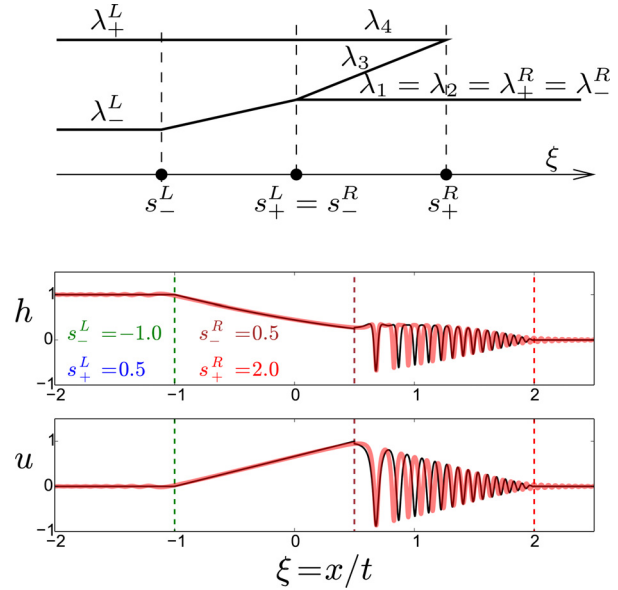 λ₊ᴸ λ₄
λ₃
λ₁ = λ₂ = λ₊ᴿ = λ₋ᴿ
λ₋ᴸ
ξ
s₋ᴸ s₊ᴸ = s₋ᴿ s₊ᴿ
1
h
0
s₋ᴸ =−1.0 s₋ᴿ =0.5
s₊ᴸ =0.5 s₊ᴿ =2.0
−1
−2 −1 0 1 2
1
u
0
−1
−2 −1 0 1 2
ξ=x/t